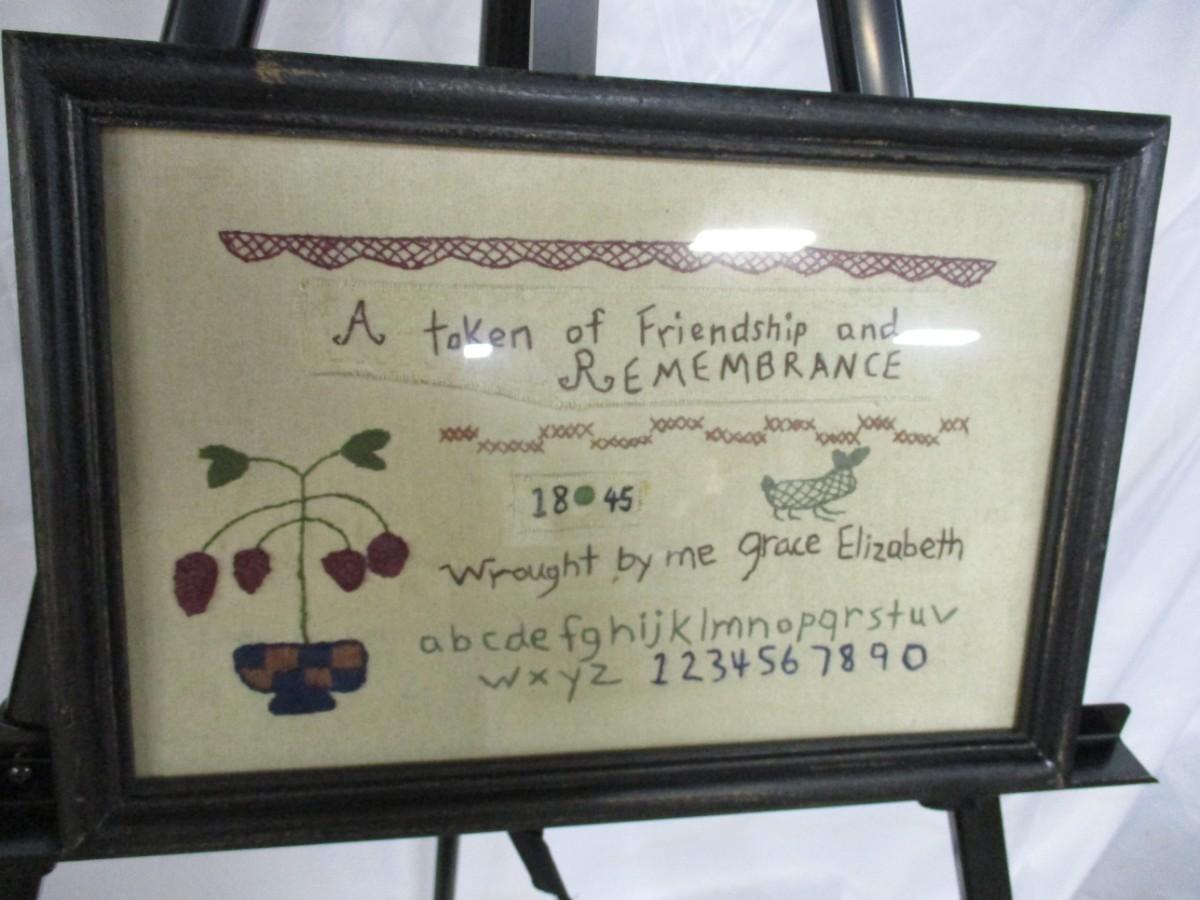 A token of Friendship and
REMEMBRANCE
18 45
Wrought by me grace Elizabeth
abcdefghijklmnopqrstuv
wxyz 1234567890